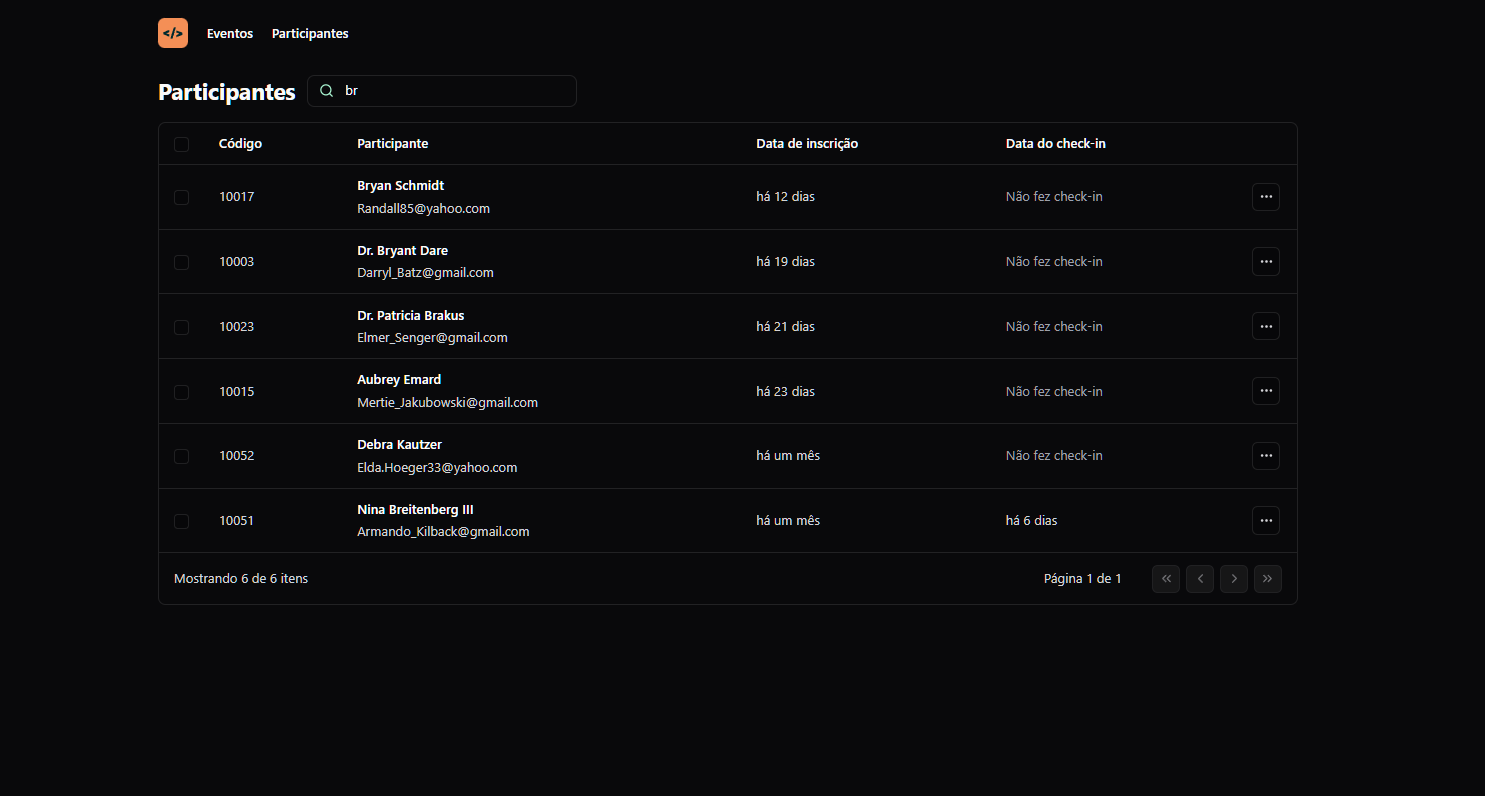 </> Eventos Participantes
Participantes br
Código Participante Data de inscrição Data do check-in
Bryan Schmidt
10017 há 12 dias Não fez check-in
Randall85@yahoo.com
Dr. Bryant Dare
10003 há 19 dias Não fez check-in
Darryl_Batz@gmail.com
Dr. Patricia Brakus
10023 há 21 dias Não fez check-in
Elmer_Senger@gmail.com
Aubrey Emard
10015 há 23 dias Não fez check-in
Mertie_Jakubowski@gmail.com
Debra Kautzer
10052 há um mês Não fez check-in
Elda.Hoeger33@yahoo.com
Nina Breitenberg III
10051 há um mês há 6 dias
Armando_Kilback@gmail.com
Mostrando 6 de 6 itens Página 1 de 1